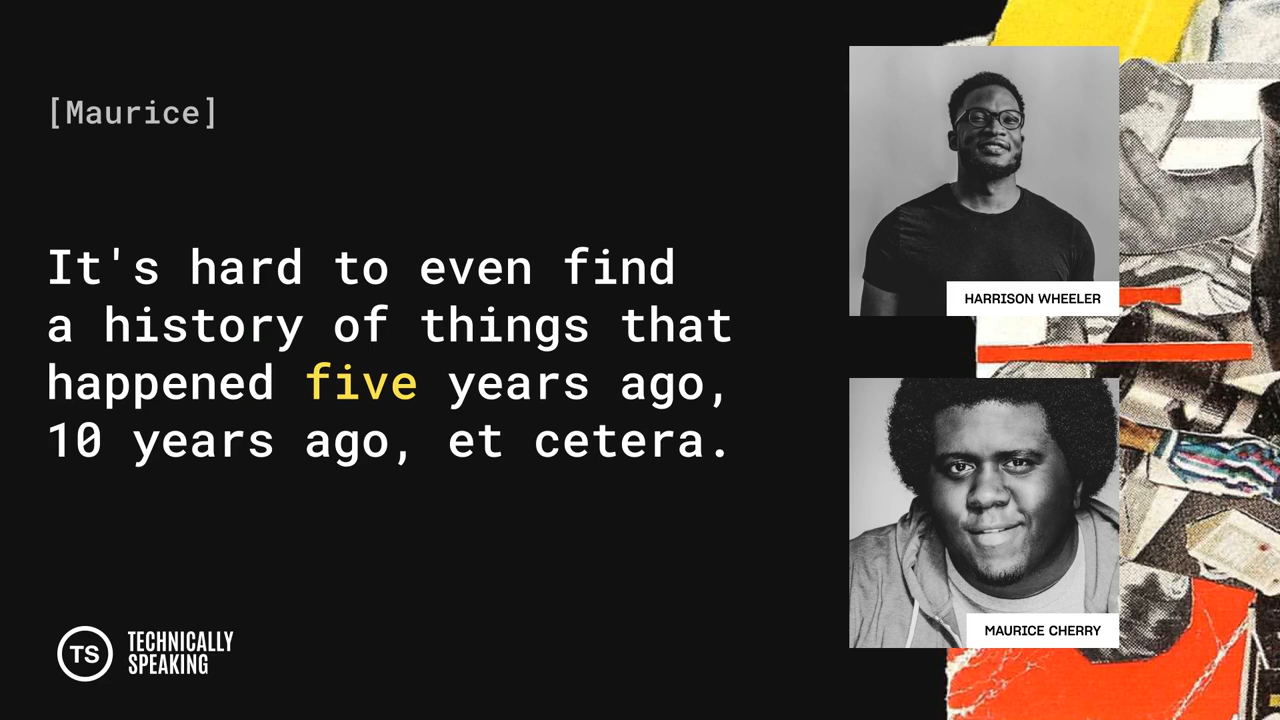 [Maurice]
It's hard to even find
a history of things that
happened five years ago,
10 years ago, et cetera.
HARRISON WHEELER
MAURICE CHERRY
TS
TECHNICALLY
SPEAKING